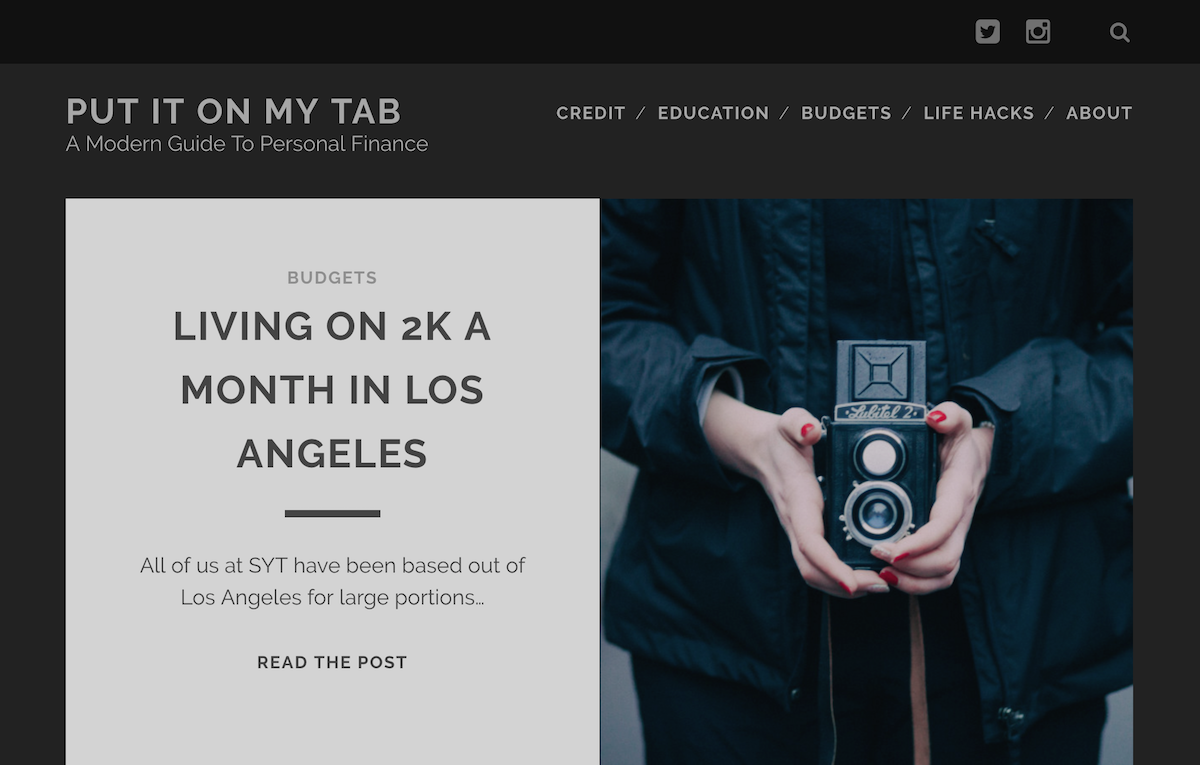 PUT IT ON MY TAB
A Modern Guide To Personal Finance
CREDIT / EDUCATION / BUDGETS / LIFE HACKS / ABOUT
BUDGETS
LIVING ON 2K A
MONTH IN LOS
ANGELES
All of us at SYT have been based out of
Los Angeles for large portions…
READ THE POST
Lubitel 2